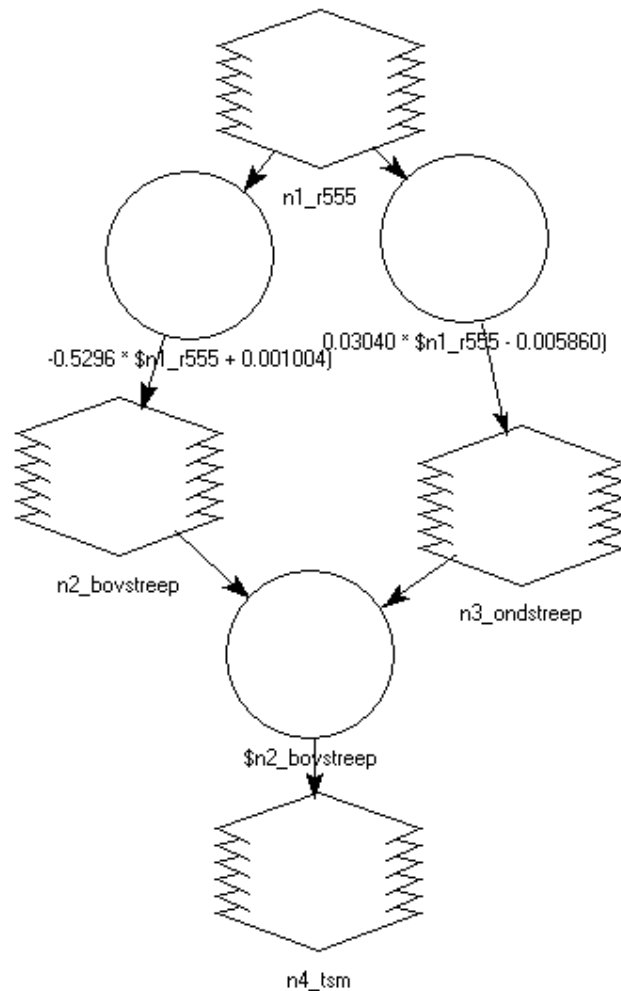 n1_r555
-0.5296 * $n1_r555 + 0.001004)
0.03040 * $n1_r555 - 0.005860)
n2_bovstreep
n3_ondstreep
$n2_bovstreep
n4_tsm